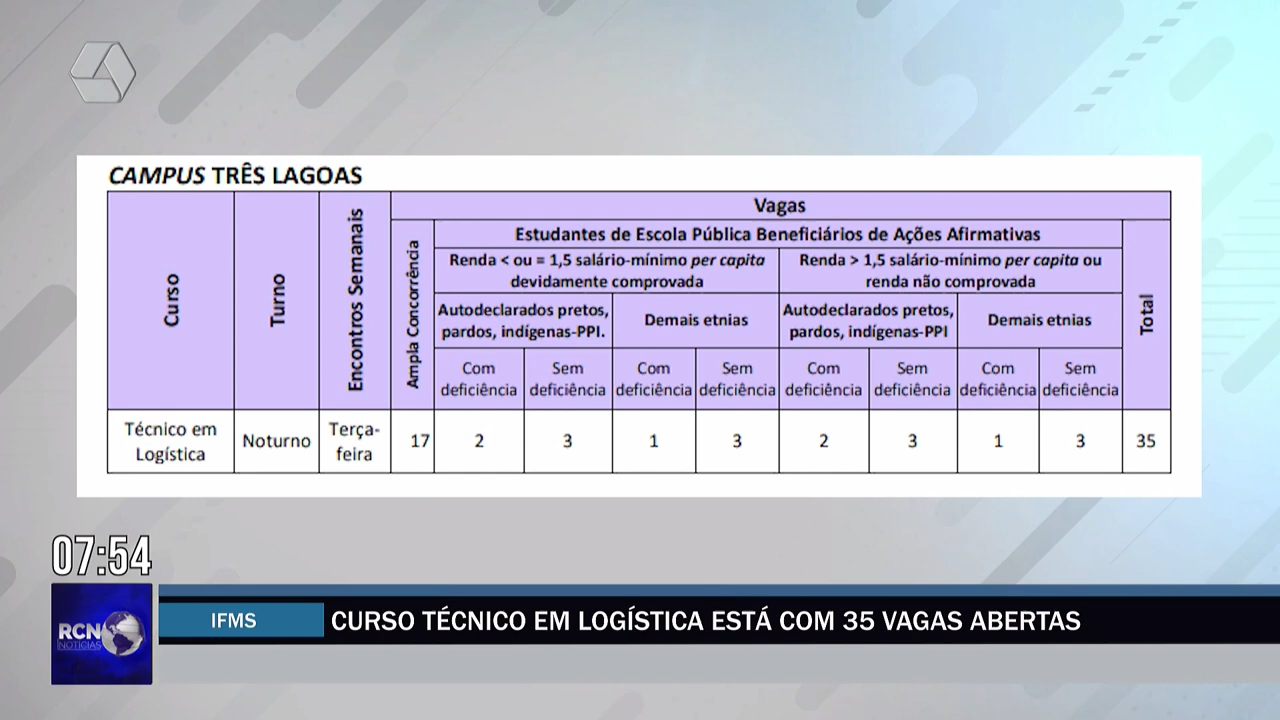 CAMPUS TRÊS LAGOAS
Curso
Turno
Encontros Semanais
Vagas
Ampla Concorrência
Estudantes de Escola Pública Beneficiários de Ações Afirmativas
Total
Renda < ou = 1,5 salário-mínimo per capita
devidamente comprovada
Renda > 1,5 salário-mínimo per capita ou
renda não comprovada
Autodeclarados pretos,
pardos, indígenas-PPI.
Demais etnias
Autodeclarados pretos,
pardos, indígenas-PPI
Demais etnias
Com
deficiência
Sem
deficiência
Com
deficiência
Sem
deficiência
Com
deficiência
Sem
deficiência
Com
deficiência
Sem
deficiência
Técnico em
Logística
Noturno
Terça-
feira
17
2
3
1
3
2
3
1
3
35
07:54
RCN
NOTÍCIAS
IFMS
CURSO TÉCNICO EM LOGÍSTICA ESTÁ COM 35 VAGAS ABERTAS